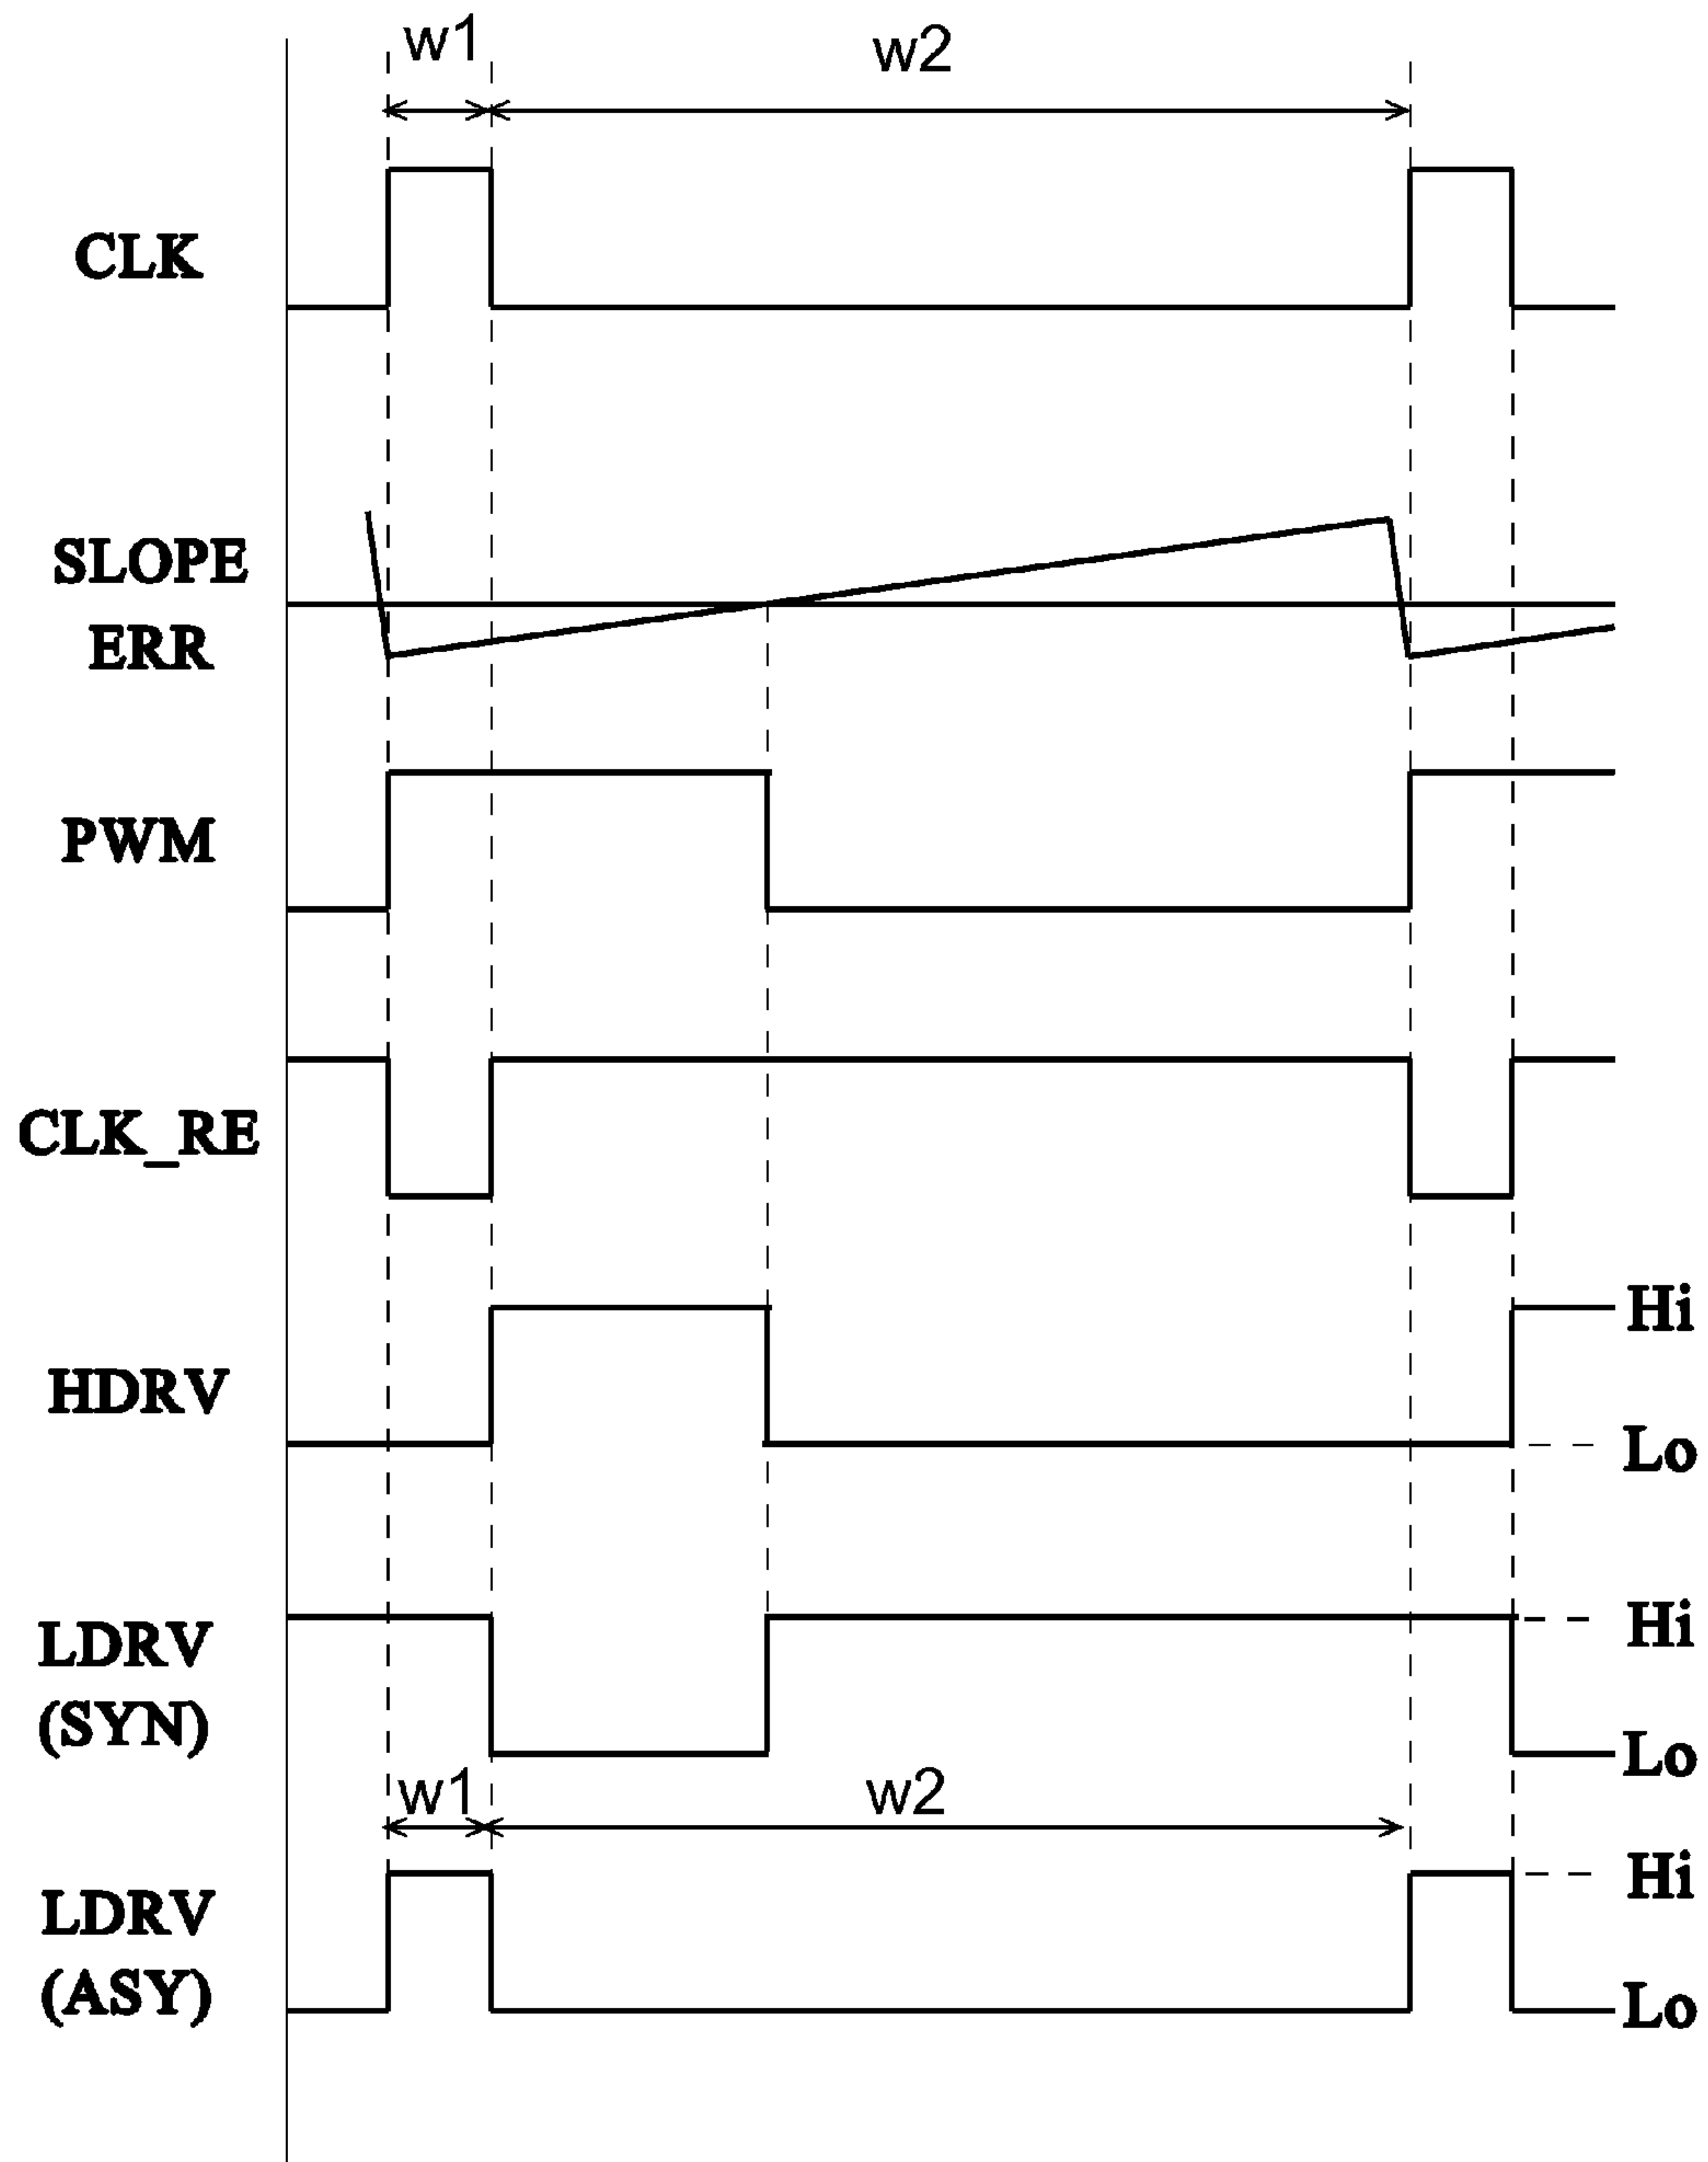 w1
w2
CLK
SLOPE
ERR
PWM
CLK_RE
Hi
HDRV
Lo
LDRV
(SYN)
Hi
Lo
w1
w2
LDRV
(ASY)
Hi
Lo